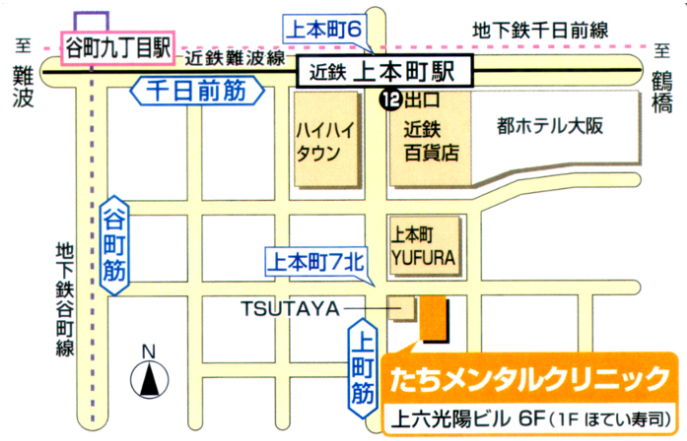 上本町6
地下鉄千日前線
至難波
谷町九丁目駅
近鉄難波線
近鉄 上本町駅
至鶴橋
千日前筋
⓬出口
ハイハイ
タウン
近鉄
百貨店
都ホテル大阪
谷町筋
上本町
YUFURA
地下鉄谷町線
上本町7北
TSUTAYA
上町筋
N
たちメンタルクリニック
上六光陽ビル 6F(1F ほてい寿司)